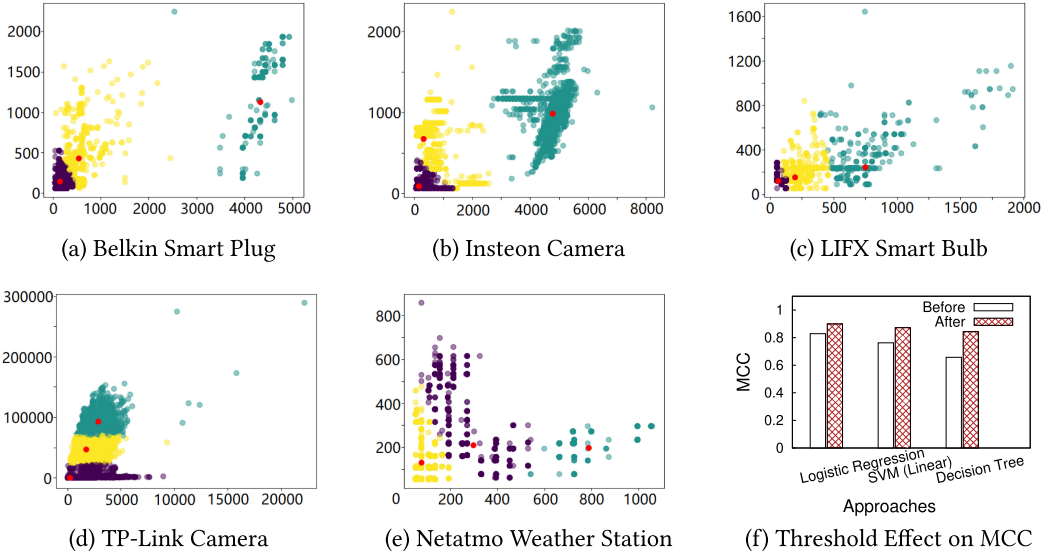 2000
1500
1000
500
0
0 1000 2000 3000 4000 5000
(a) Belkin Smart Plug
2000
1000
0
0 2000 4000 6000 8000
(b) Insteon Camera
1600
1200
800
400
0
0 500 1000 1500 2000
(c) LIFX Smart Bulb
300000
200000
100000
0
0 5000 10000 15000 20000
(d) TP-Link Camera
800
600
400
200
0 200 400 600 800 1000
(e) Netatmo Weather Station
Before
After
MCC
1
0.8
0.6
0.4
0.2
0
Logistic Regression
SVM (Linear)
Decision Tree
Approaches
(f) Threshold Effect on MCC